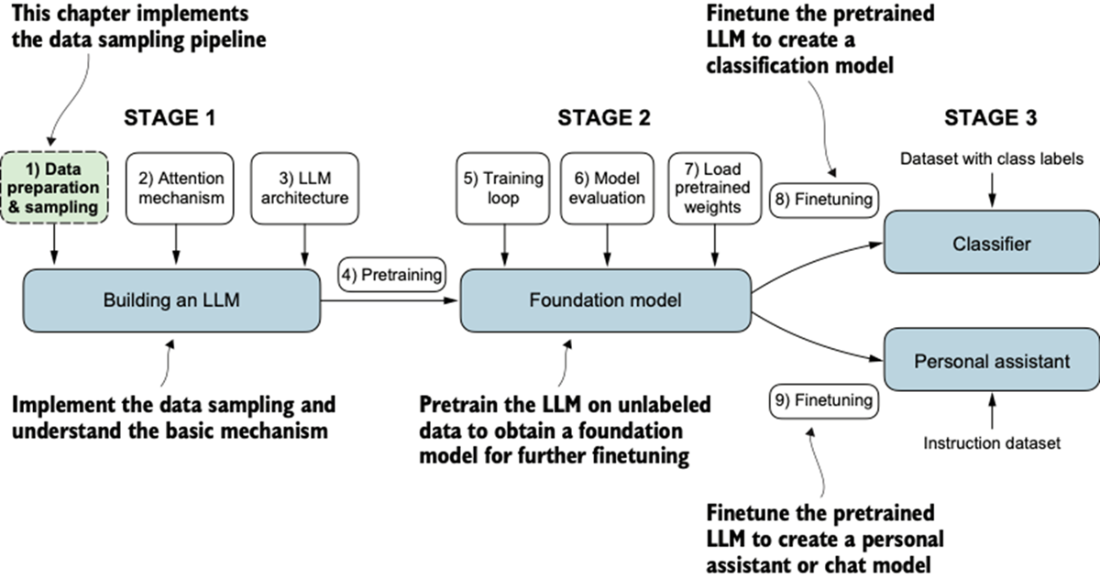 This chapter implements
the data sampling pipeline
Finetune the pretrained
LLM to create a
classification model
STAGE 1
STAGE 2
STAGE 3
1) Data
preparation
& sampling
2) Attention
mechanism
3) LLM
architecture
5) Training
loop
6) Model
evaluation
7) Load
pretrained
weights
8) Finetuning
Dataset with class labels
Classifier
4) Pretraining
Building an LLM
Foundation model
Personal assistant
9) Finetuning
Instruction dataset
Implement the data sampling and
understand the basic mechanism
Pretrain the LLM on unlabeled
data to obtain a foundation
model for further finetuning
Finetune the pretrained
LLM to create a personal
assistant or chat model